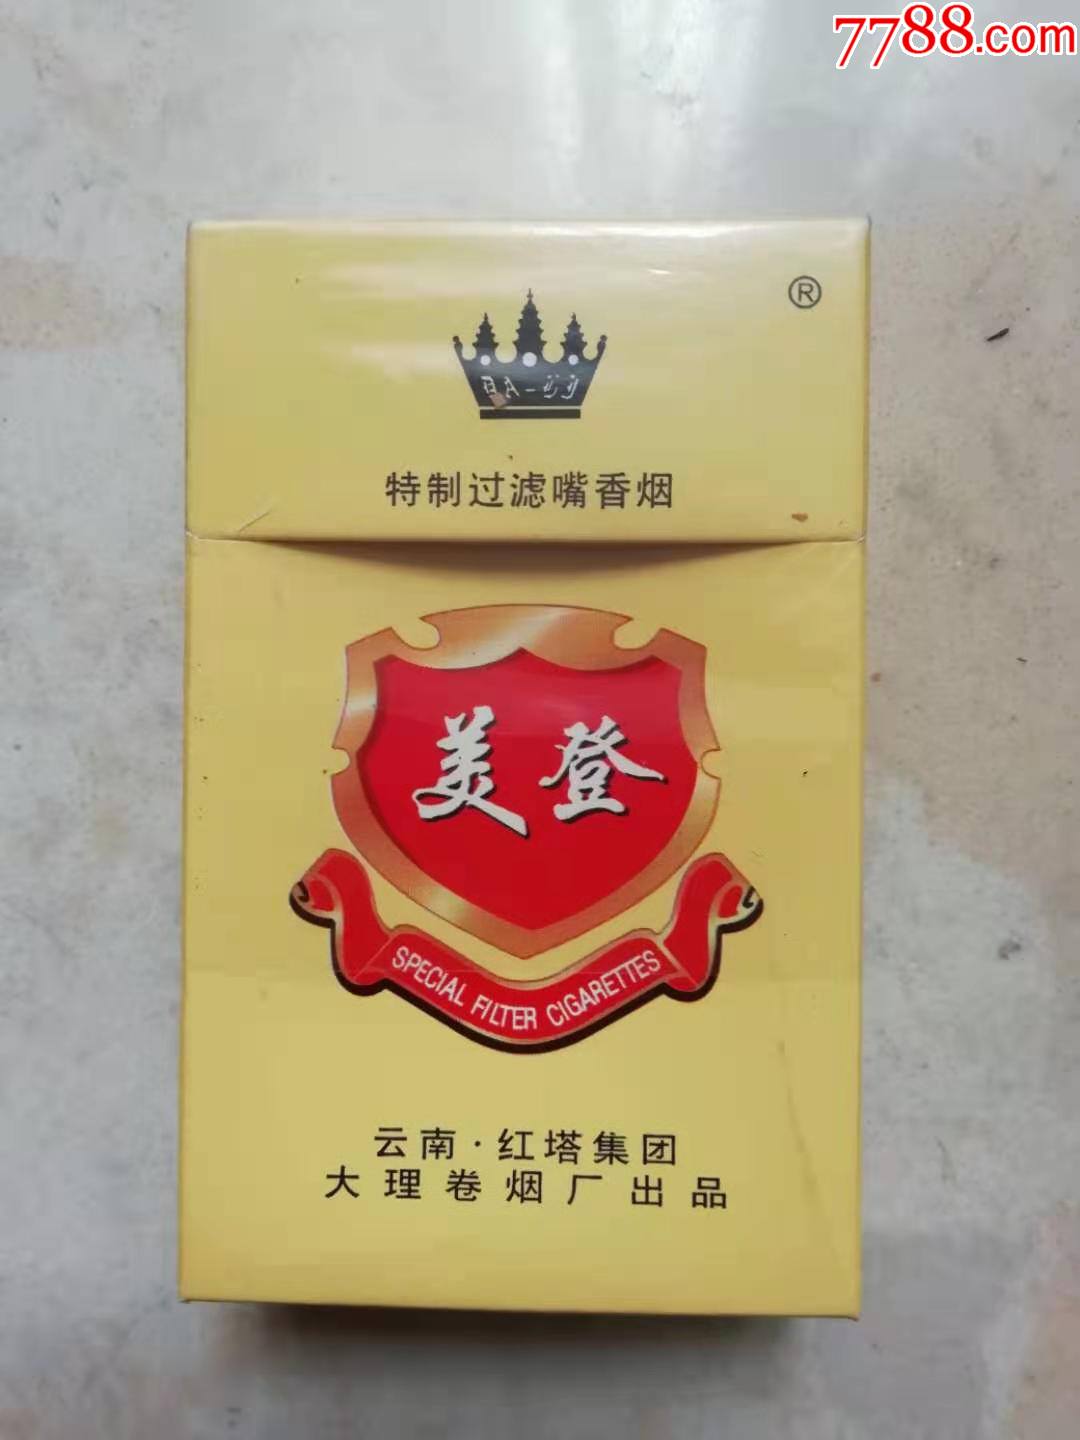 7788.com
®
特制过滤嘴香烟
美登
SPECIAL FILTER CIGARETTES
云南·红塔集团
大理卷烟厂出品